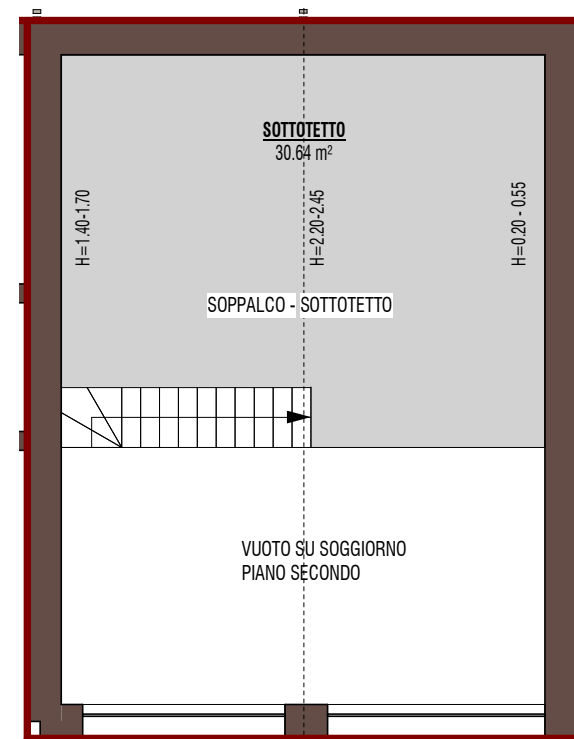 SOTTOTETTO
30.64 m²
H=1.40-1.70
H=2.20-2.45
H=0.20 - 0.55
SOPPALCO - SOTTOTETTO
VUOTO SU SOGGIORNO
PIANO SECONDO